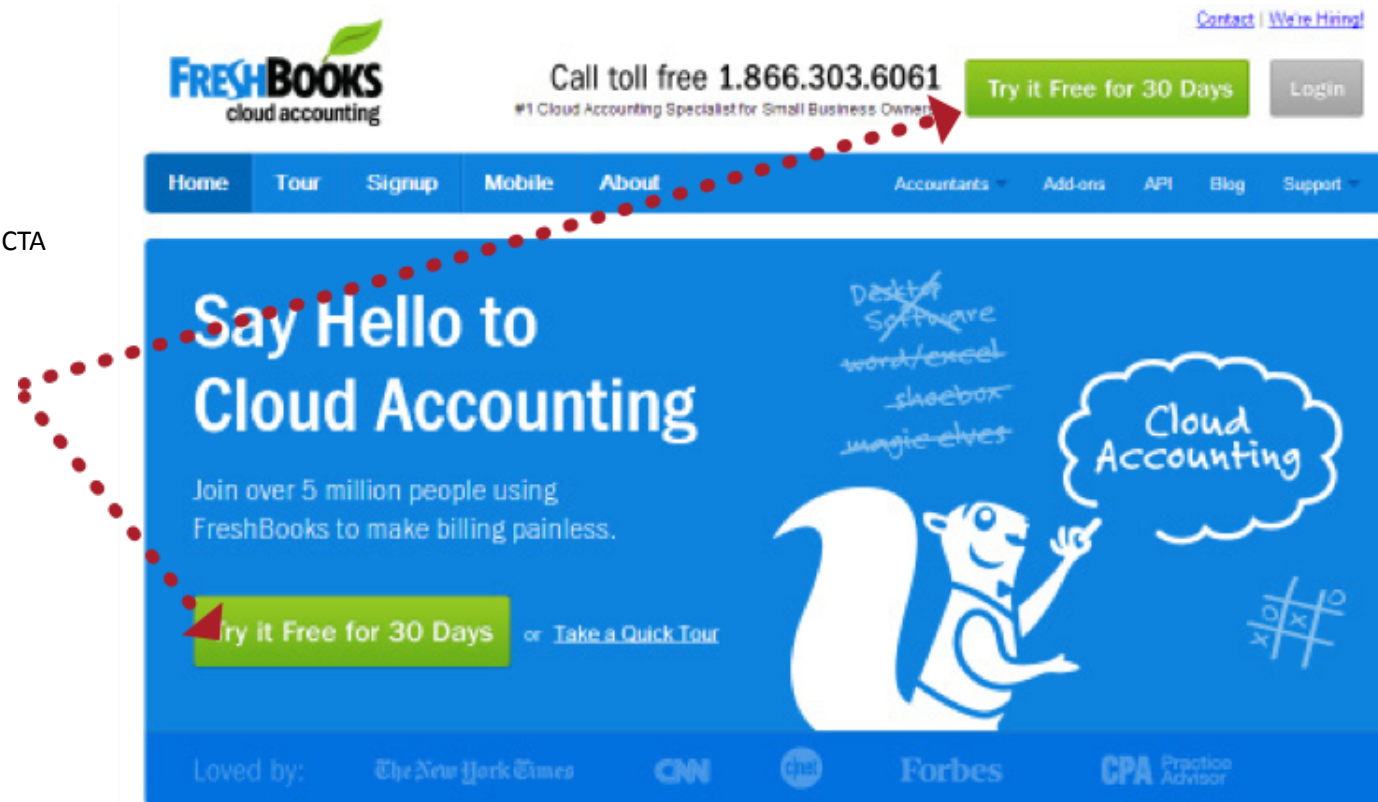 Contact | We're Hiring!
FRESHBOOKS
cloud accounting
Call toll free 1.866.303.6061
#1 Cloud Accounting Specialist for Small Business Owners
Try it Free for 30 Days
Login
Home Tour Signup Mobile About Accountants Add-ons API Blog Support
CTA
Say Hello to
Cloud Accounting
Join over 5 million people using
FreshBooks to make billing painless.
Try it Free for 30 Days or Take a Quick Tour
Desktop
Software
word/excel
shoebox
magic elves
Cloud
Accounting
O
O X
X
Loved by: The New York Times CNN cnet Forbes CPA Practice Advisor